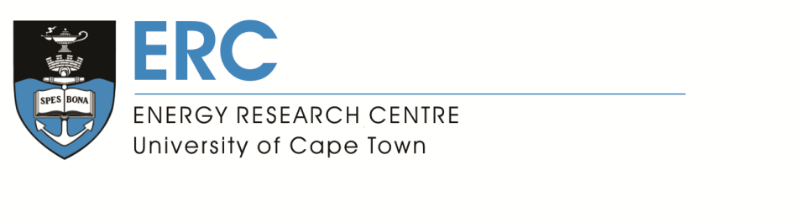 ERC
SPES BONA
ENERGY RESEARCH CENTRE
University of Cape Town